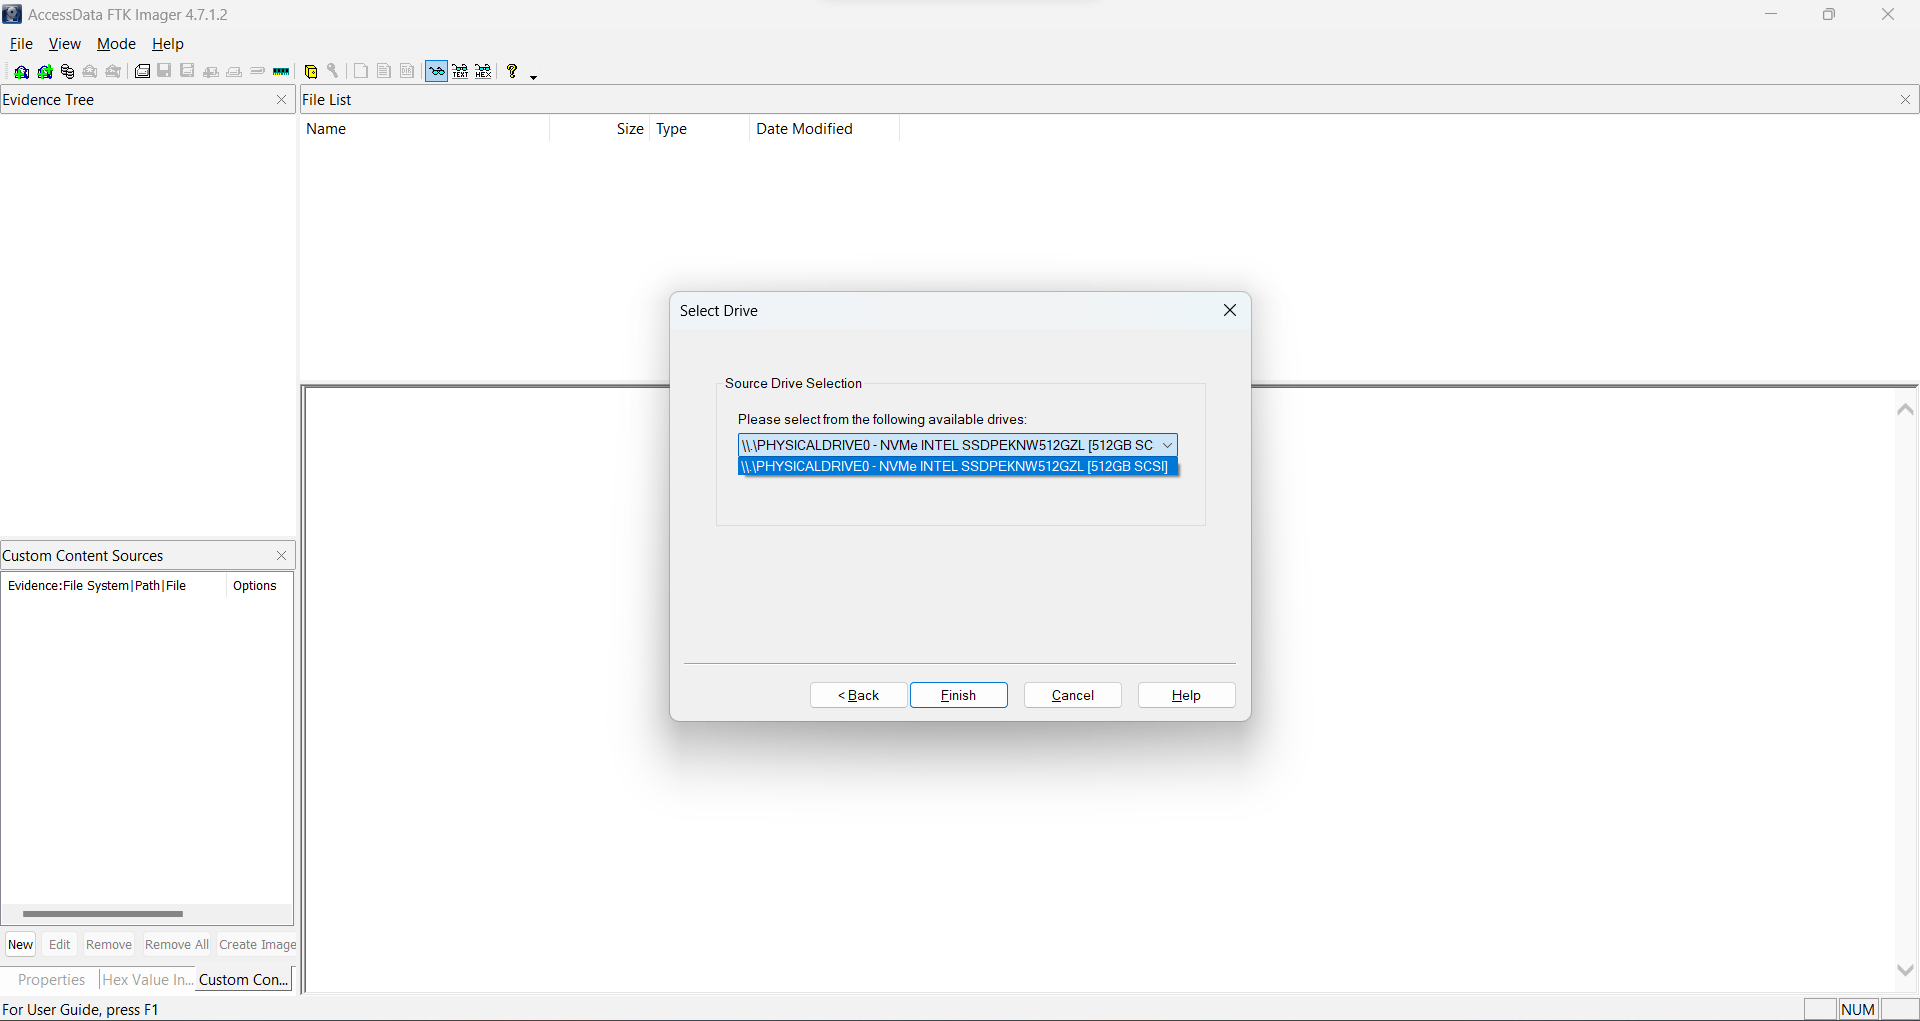 AccessData FTK Imager 4.7.1.2
File View Mode Help
TEXT HEX ?
Evidence Tree
File List
Name Size Type Date Modified
Select Drive
Source Drive Selection
Please select from the following available drives:
\\.\PHYSICALDRIVE0 - NVMe INTEL SSDPEKNW512GZL [512GB SC
\\.\PHYSICALDRIVE0 - NVMe INTEL SSDPEKNW512GZL [512GB SCSI]
< Back Finish Cancel Help
Custom Content Sources
Evidence:File System|Path|File Options
New Edit Remove Remove All Create Image
Properties Hex Value In... Custom Con...
For User Guide, press F1
NUM